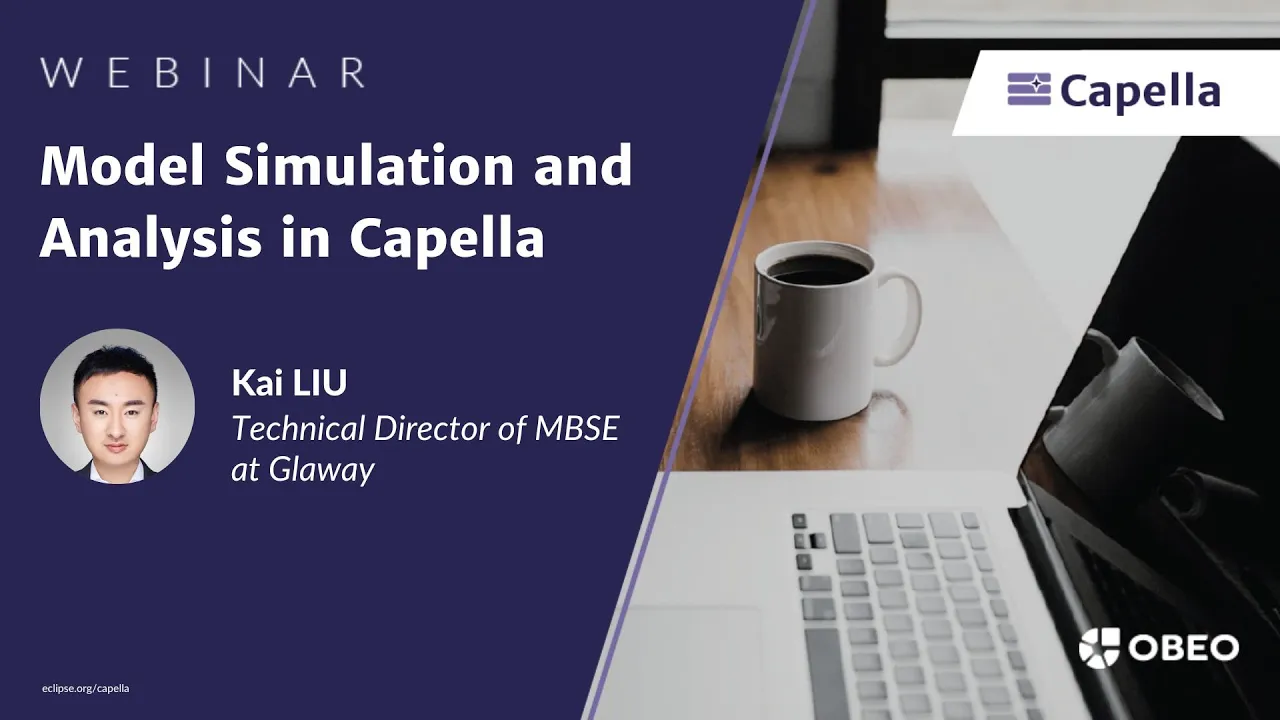 WEBINAR
Capella
Model Simulation and
Analysis in Capella
Kai LIU
Technical Director of MBSE
at Glaway
OBEO
eclipse.org/capella